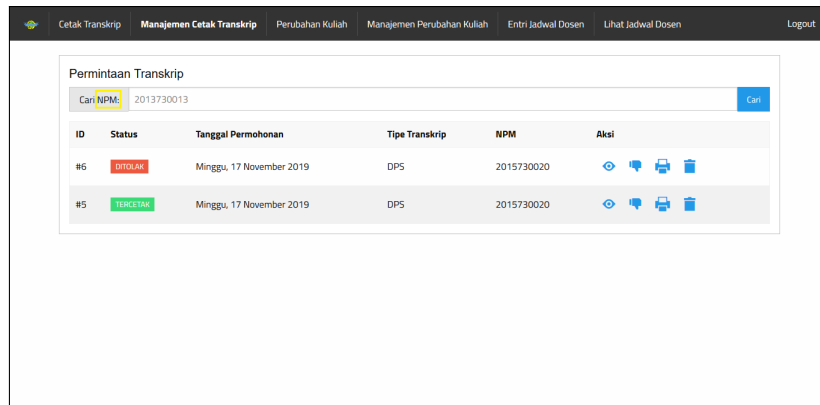 Cetak Transkrip Manajemen Cetak Transkrip Perubahan Kuliah Manajemen Perubahan Kuliah Entri Jadwal Dosen Lihat Jadwal Dosen Logout
Permintaan Transkrip
Cari NPM: 2013730013 Cari
ID Status Tanggal Permohonan Tipe Transkrip NPM Aksi
#6 DITOLAK Minggu, 17 November 2019 DPS 2015730020
#5 TERCETAK Minggu, 17 November 2019 DPS 2015730020